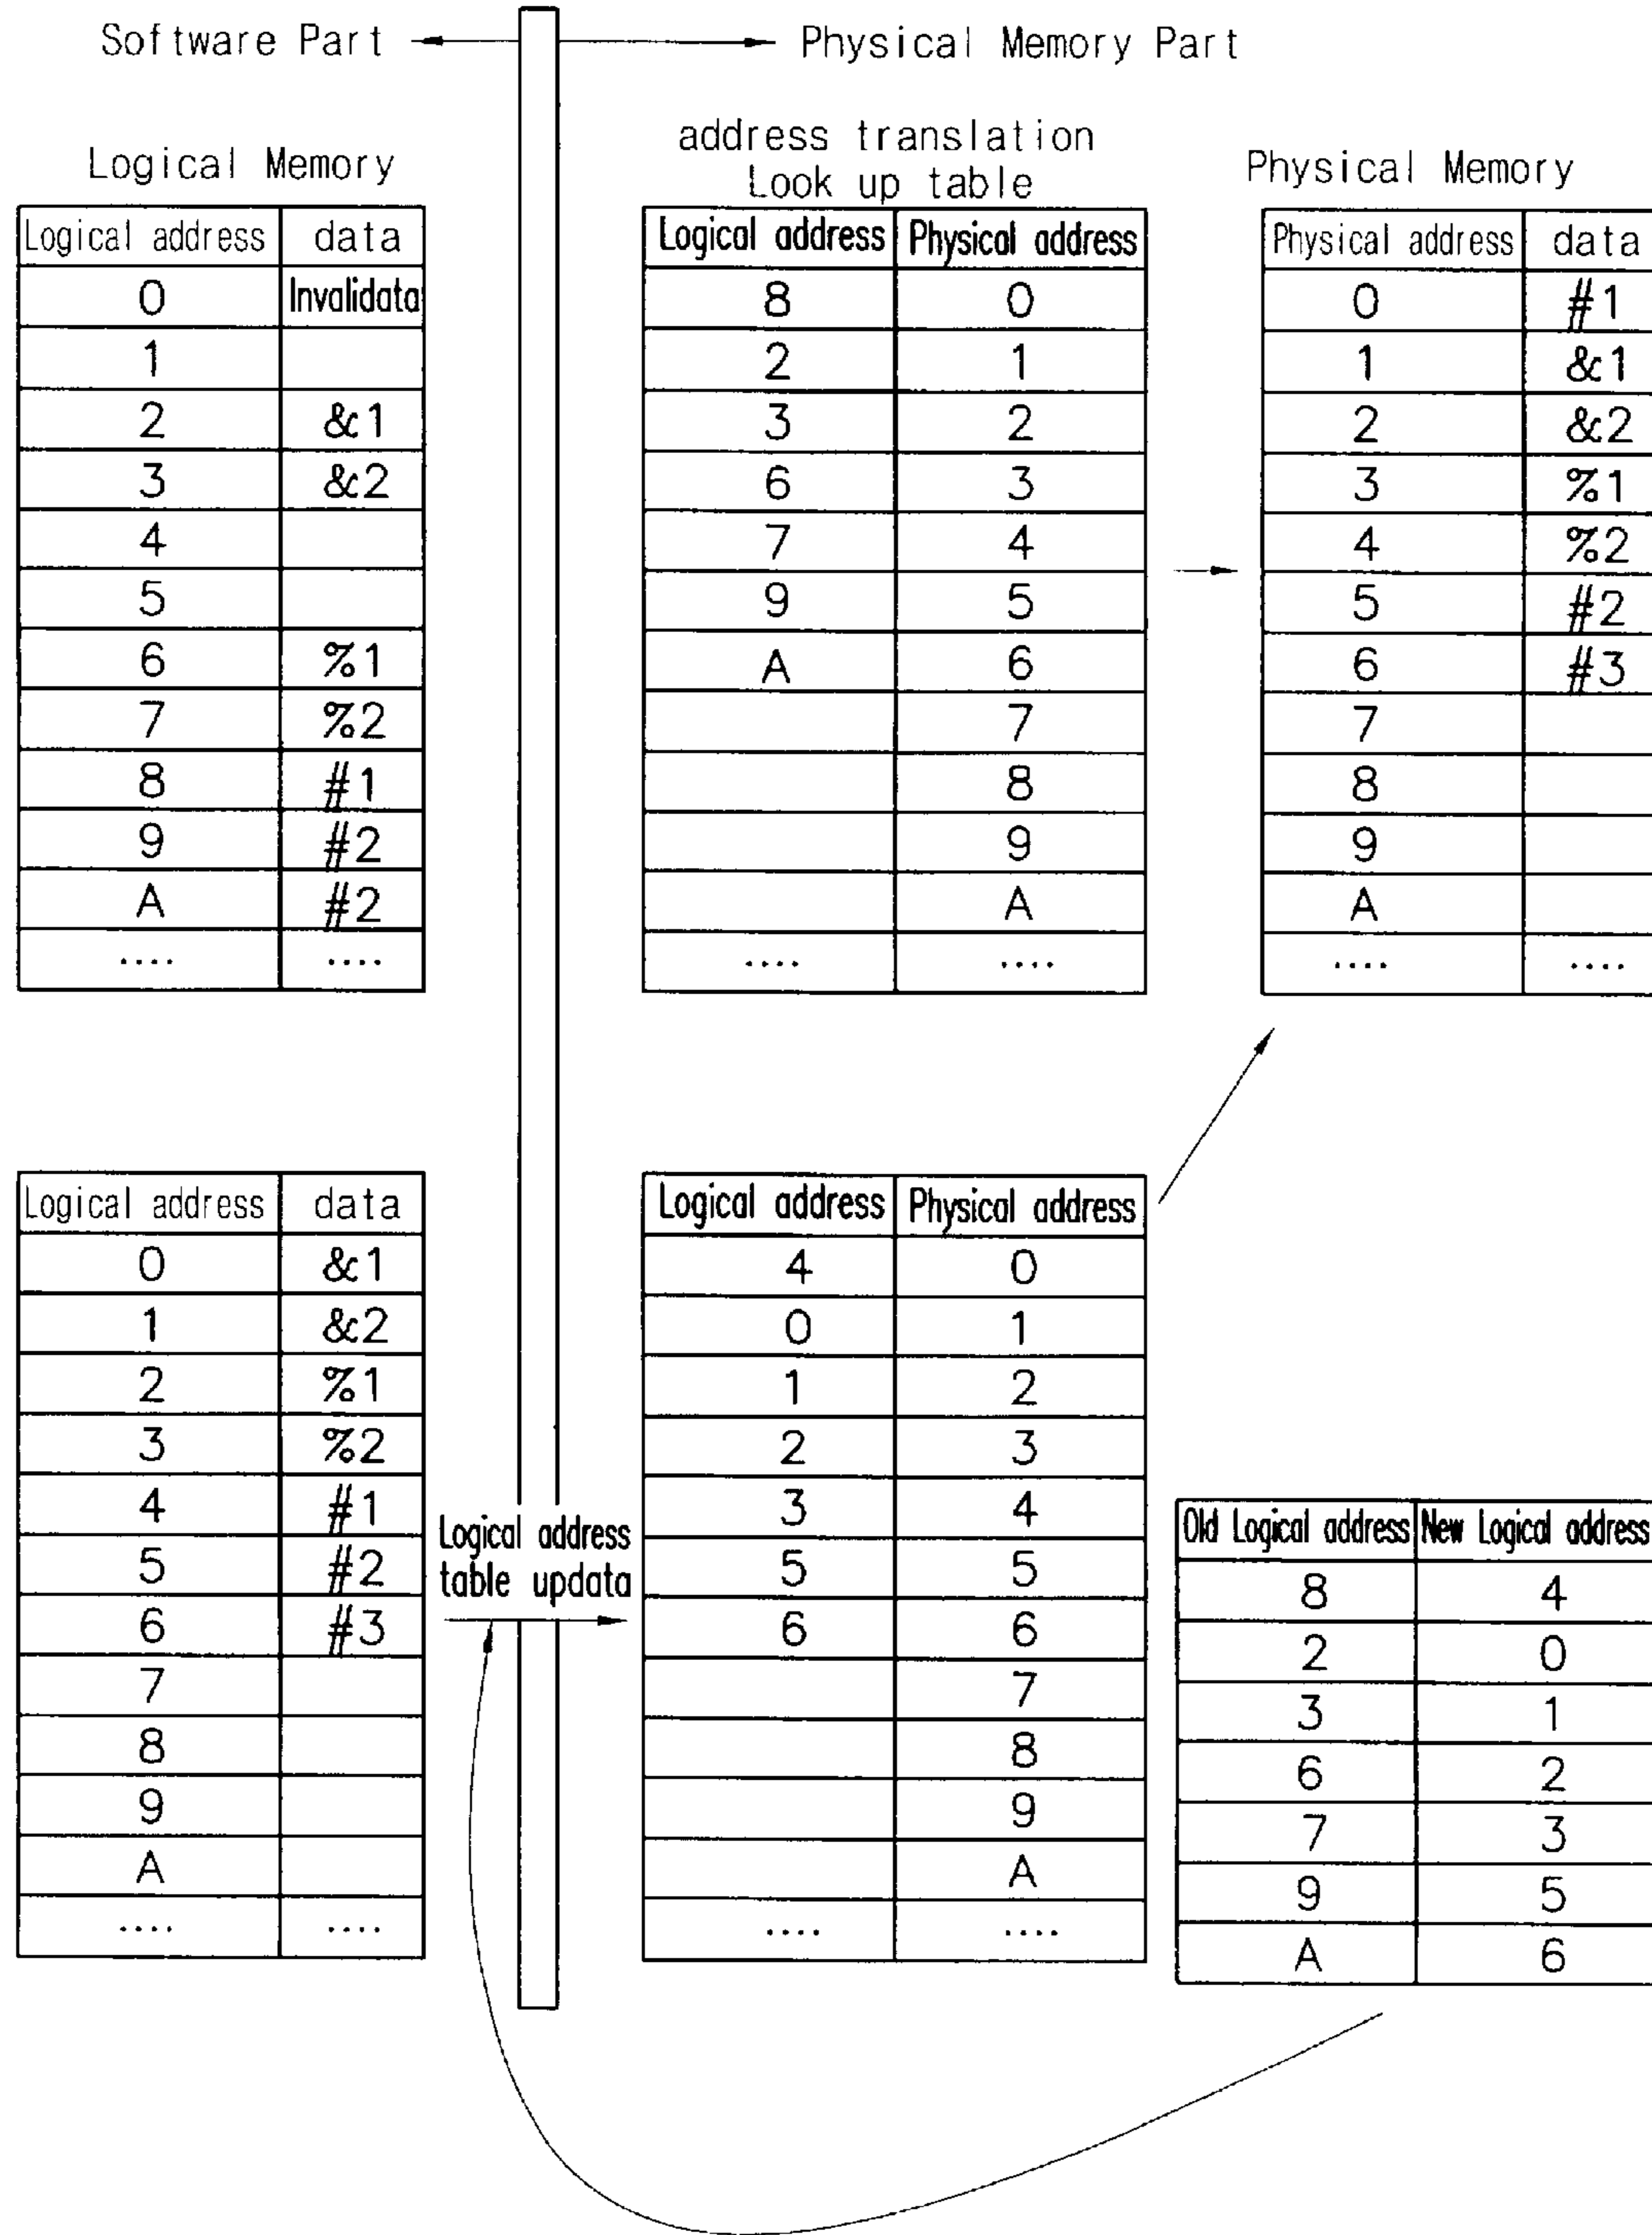 Software Part
Physical Memory Part
Logical Memory
Logical address data
0 Invalidata
1
2 &1
3 &2
4
5
6 %1
7 %2
8 #1
9 #2
A #2
.... ....
address translation
Look up table
Logical address Physical address
8 0
2 1
3 2
6 3
7 4
9 5
A 6
7
8
9
A
.... ....
Physical Memory
Physical address data
0 #1
1 &1
2 &2
3 %1
4 %2
5 #2
6 #3
7
8
9
A
.... ....
Logical address data
0 &1
1 &2
2 %1
3 %2
4 #1
5 #2
6 #3
7
8
9
A
.... ....
Logical address
table updata
Logical address Physical address
4 0
0 1
1 2
2 3
3 4
5 5
6 6
7
8
9
A
.... ....
Old Logical address New Logical address
8 4
2 0
3 1
6 2
7 3
9 5
A 6